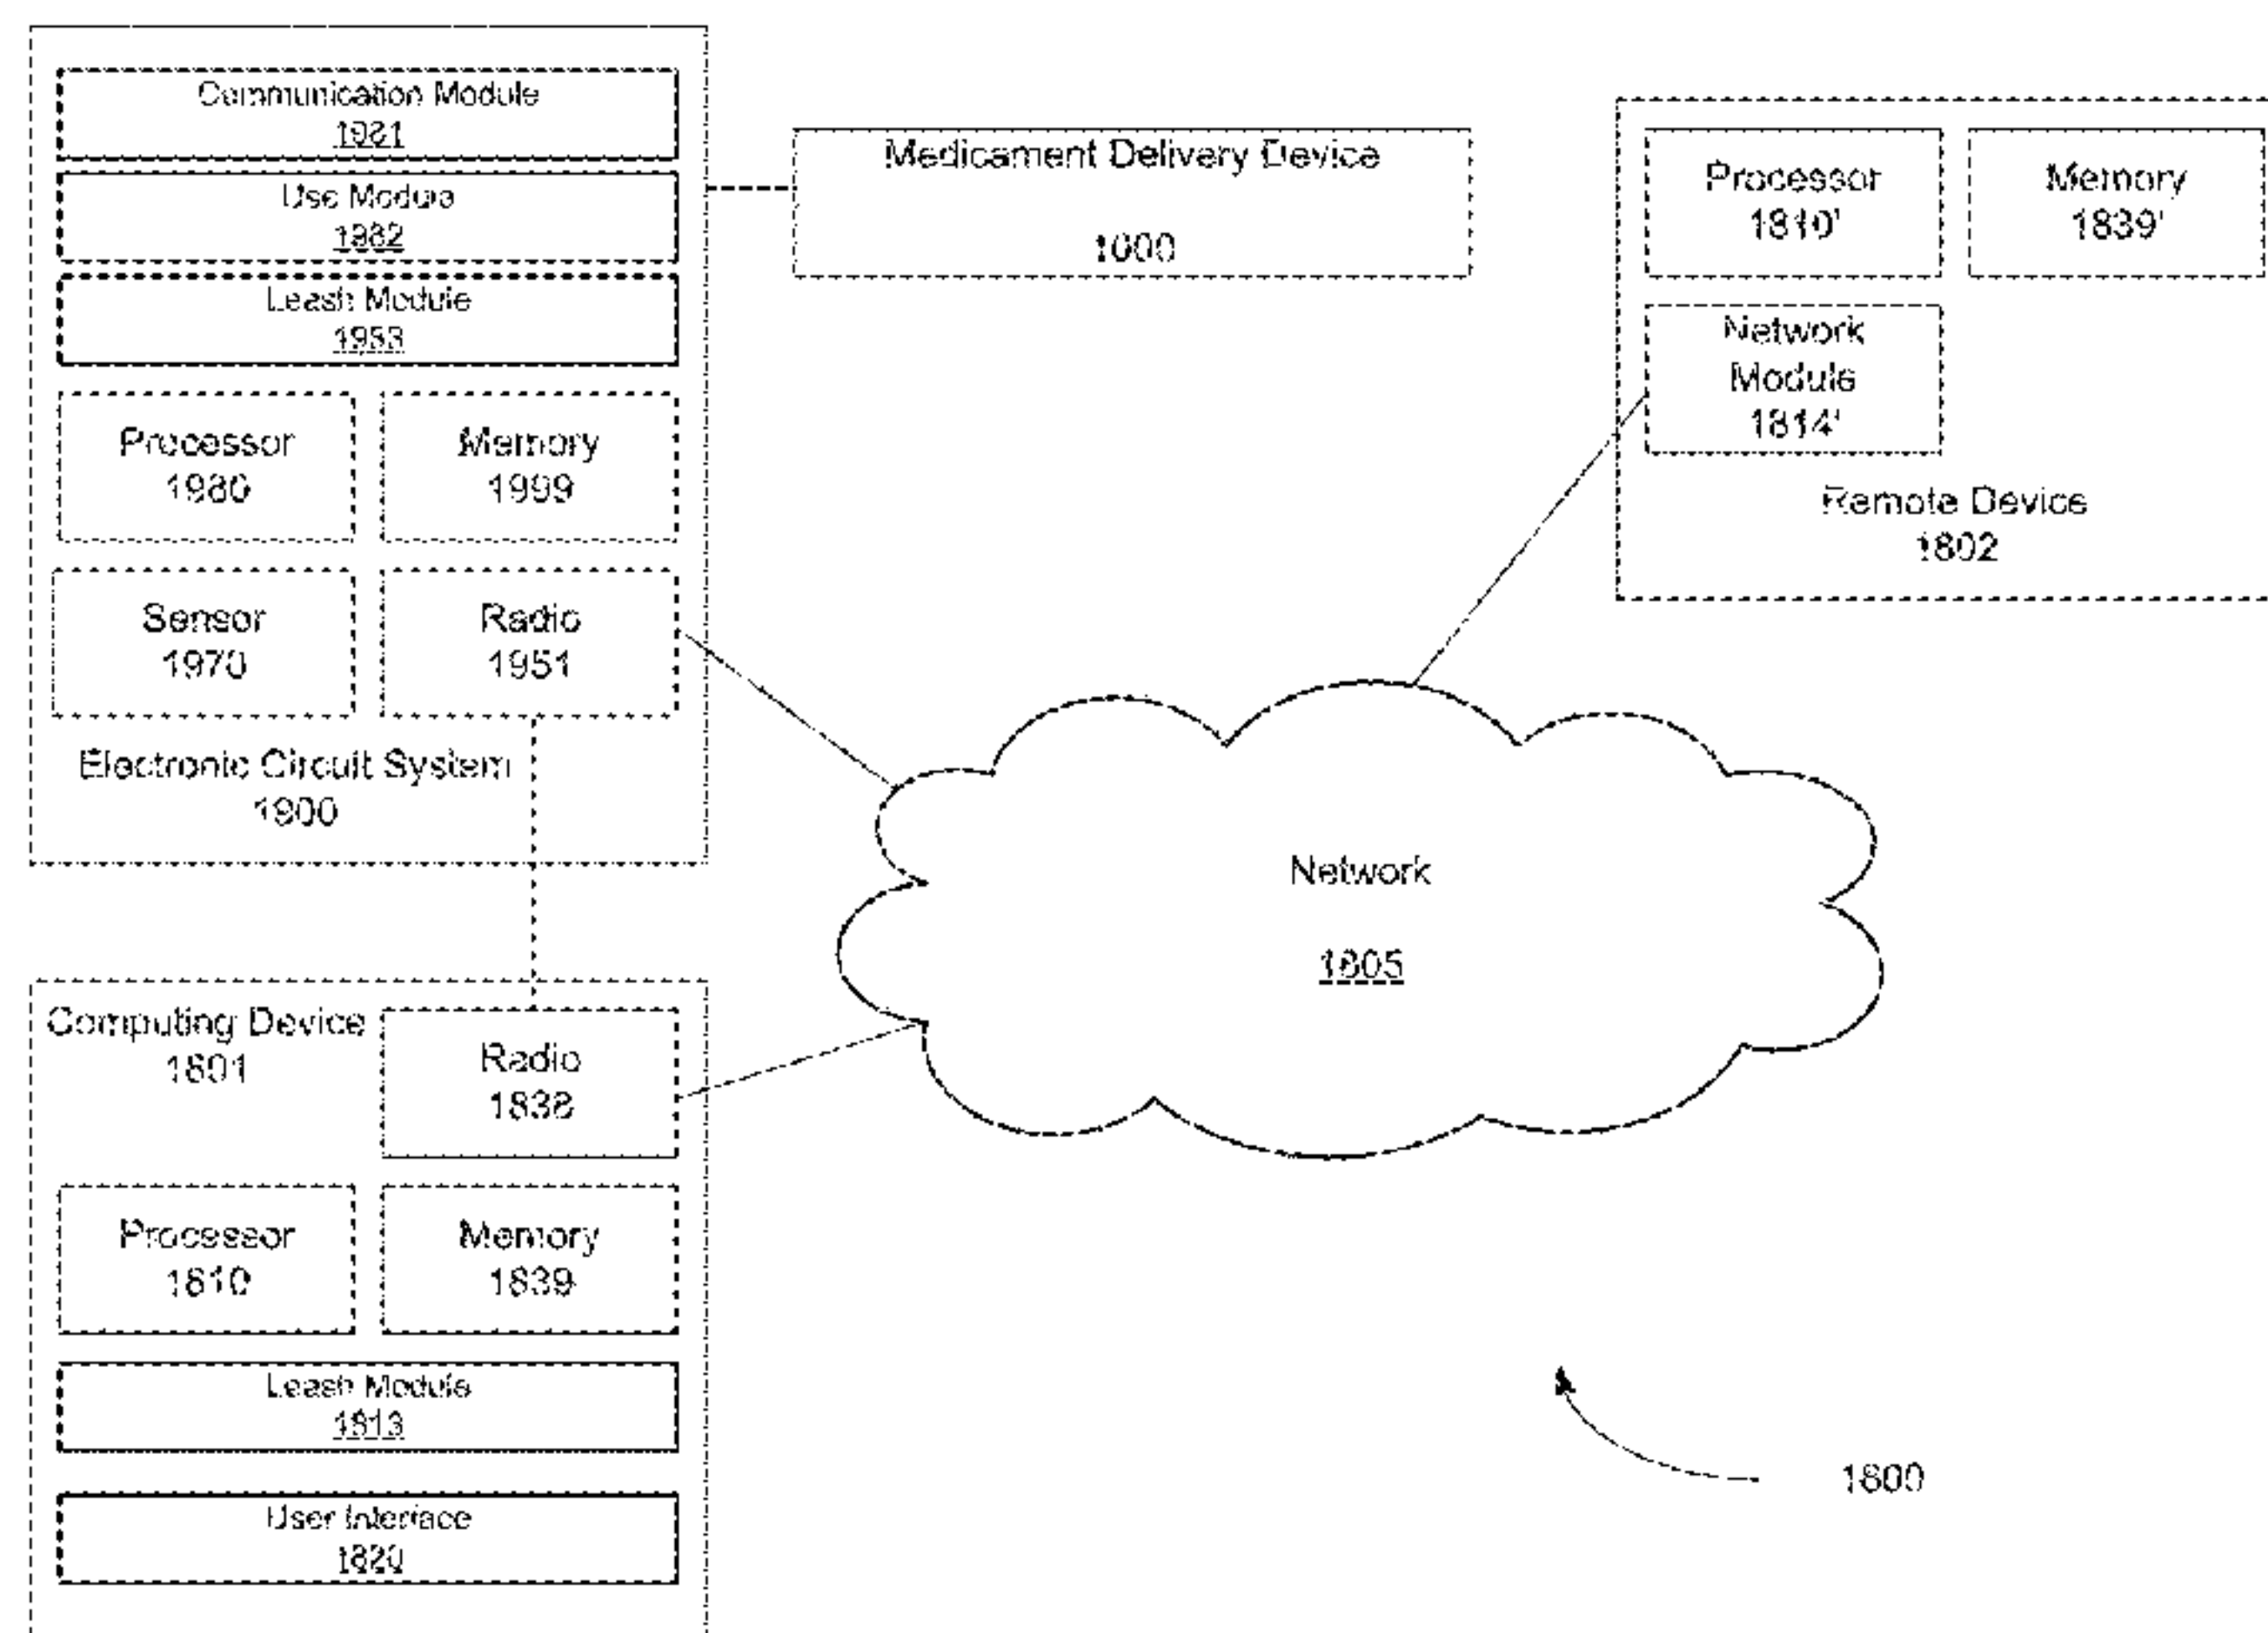 Communication Module
1981
Use Module
1982
Leash Module
1983
Processor
1980
Memory
1999
Sensor
1970
Radio
1951
Electronic Circuit System
1900
Medicament Delivery Device
1000
Processor
1810'
Memory
1839'
Network
Module
1814'
Remote Device
1802
Network
1805
Computing Device
1801
Radio
1838
Processor
1810
Memory
1839
Leash Module
1813
User Interface
1820
1800